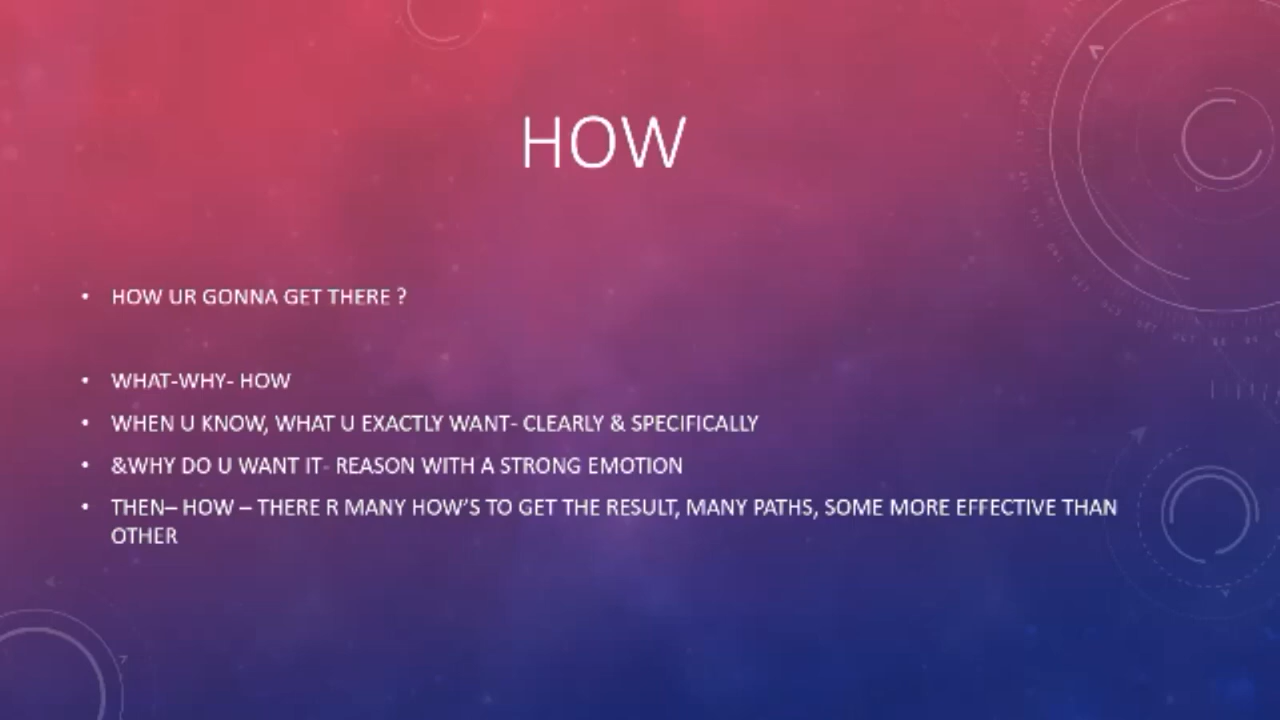 HOW
• HOW UR GONNA GET THERE ?
• WHAT-WHY- HOW
• WHEN U KNOW, WHAT U EXACTLY WANT- CLEARLY & SPECIFICALLY
• &WHY DO U WANT IT- REASON WITH A STRONG EMOTION
• THEN– HOW – THERE R MANY HOW'S TO GET THE RESULT, MANY PATHS, SOME MORE EFFECTIVE THAN
OTHER